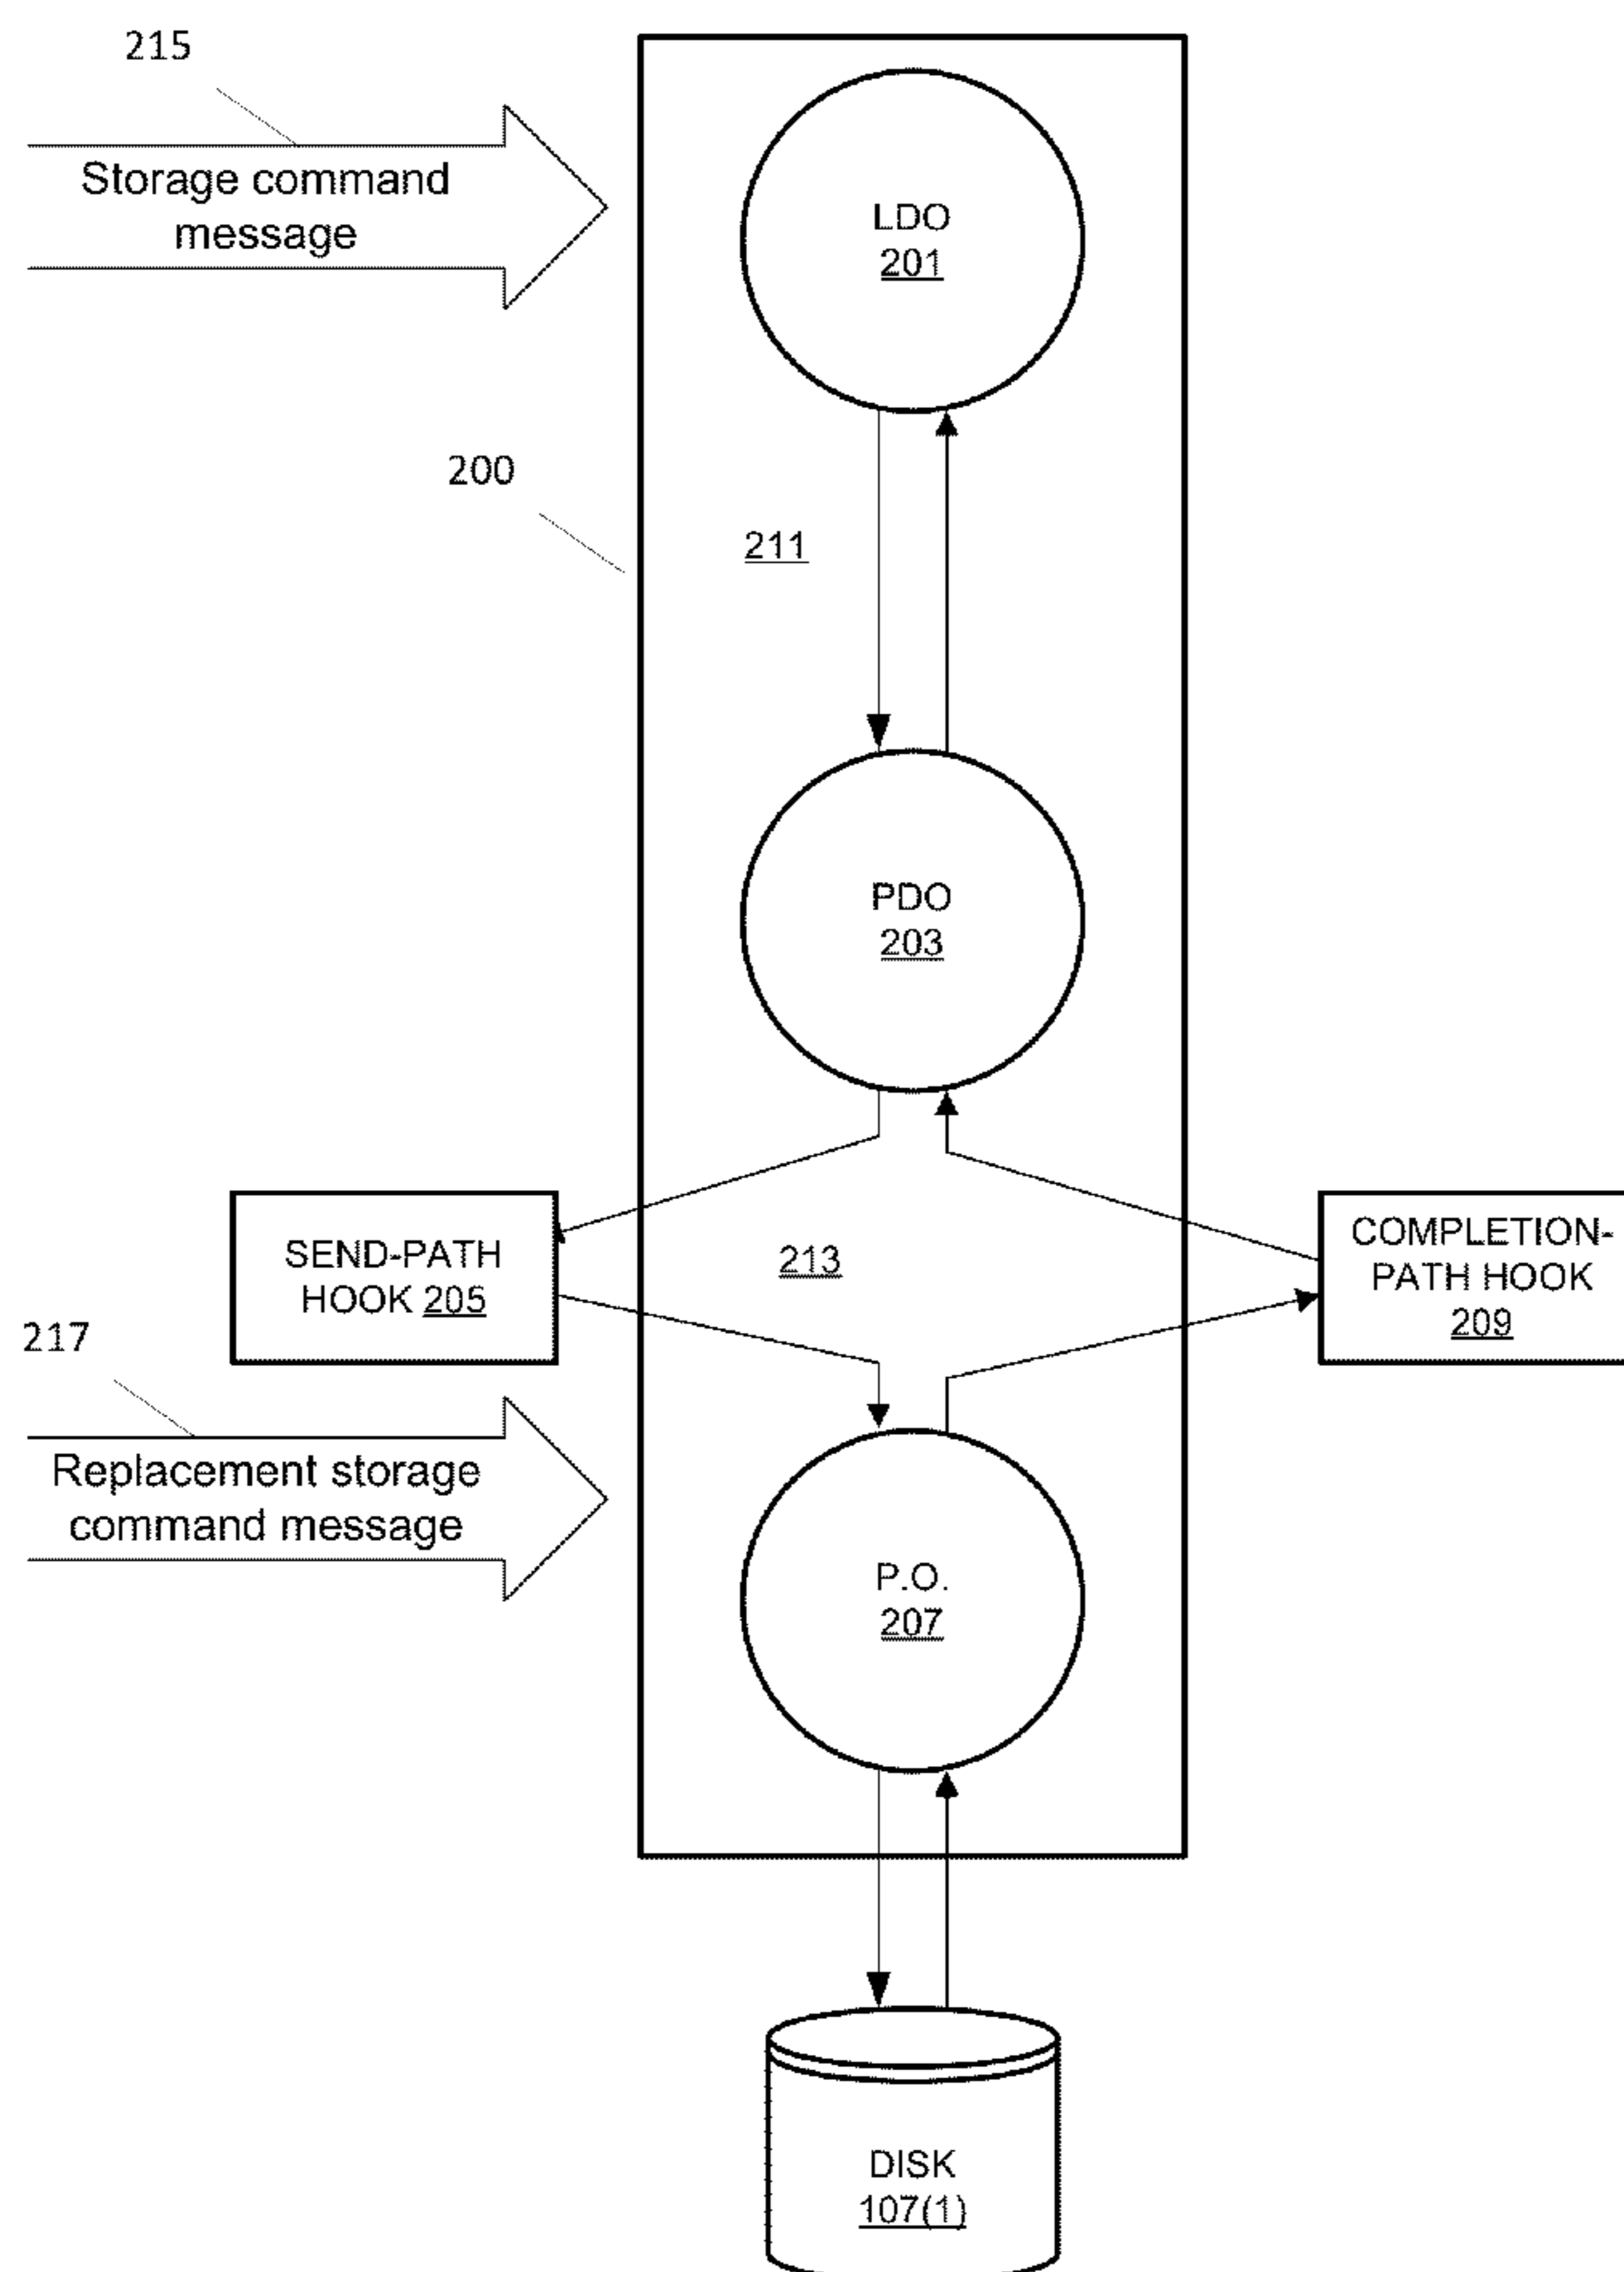 215
Storage command
message
LDO
201
200
211
PDO
203
SEND-PATH
HOOK 205
213
COMPLETION-
PATH HOOK
209
217
Replacement storage
command message
P.O.
207
DISK
107(1)